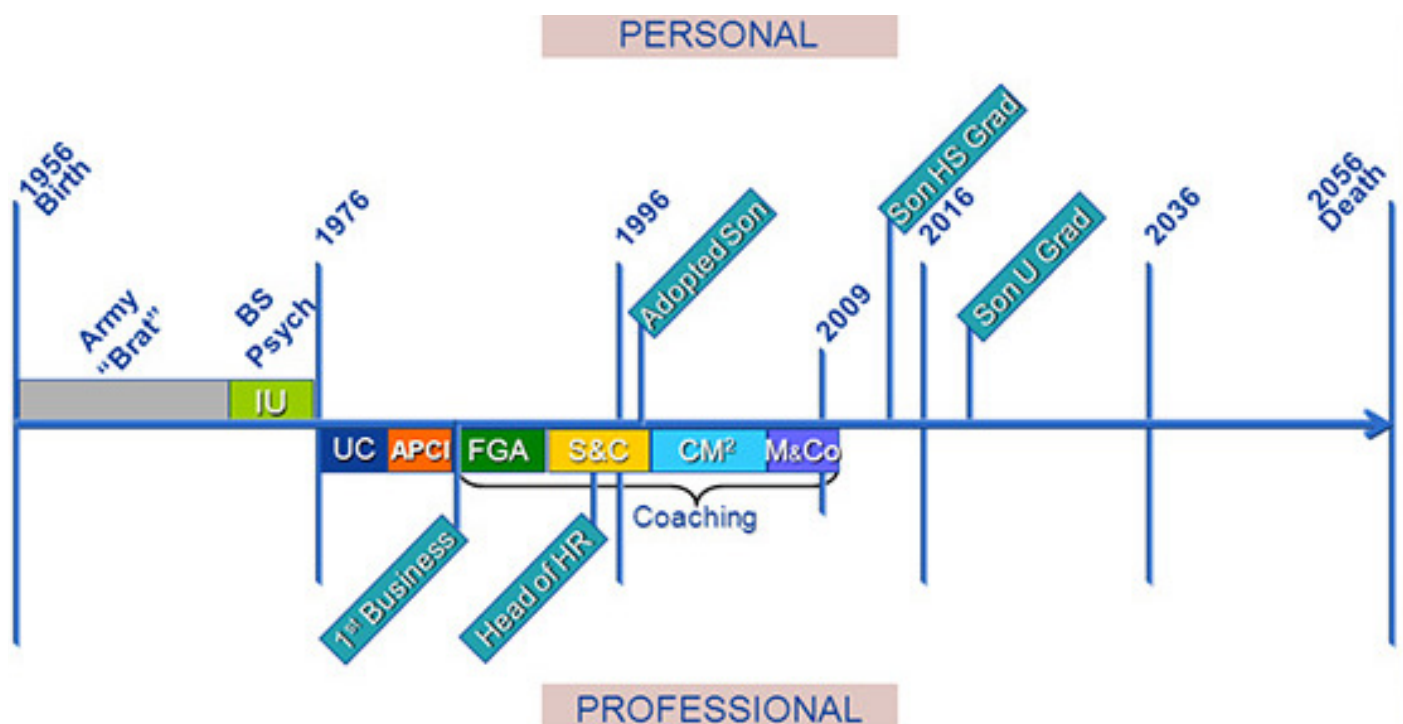 PERSONAL
1956
Birth
Army
"Brat"
BS
Psych
1976
1996
Adopted Son
2009
Son HS Grad
2016
Son U Grad
2036
2056
Death
IU
UC
APCI
FGA
S&C
CM²
M&Co
Coaching
1st Business
Head of HR
PROFESSIONAL